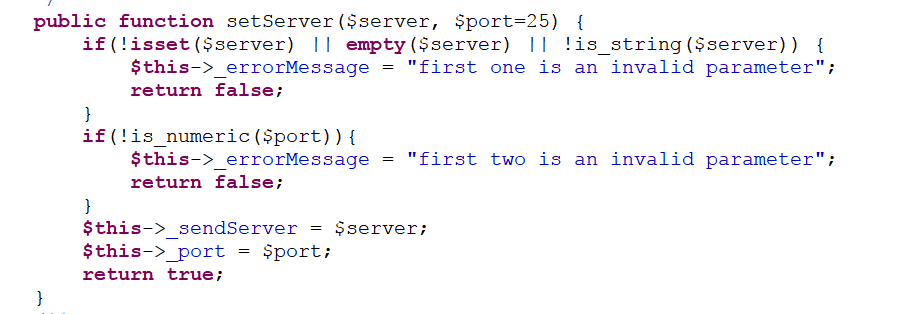 public function setServer($server, $port=25) {
if(!isset($server) || empty($server) || !is_string($server)) {
$this->_errorMessage = "first one is an invalid parameter";
return false;
}
if(!is_numeric($port)){
$this->_errorMessage = "first two is an invalid parameter";
return false;
}
$this->_sendServer = $server;
$this->_port = $port;
return true;
}